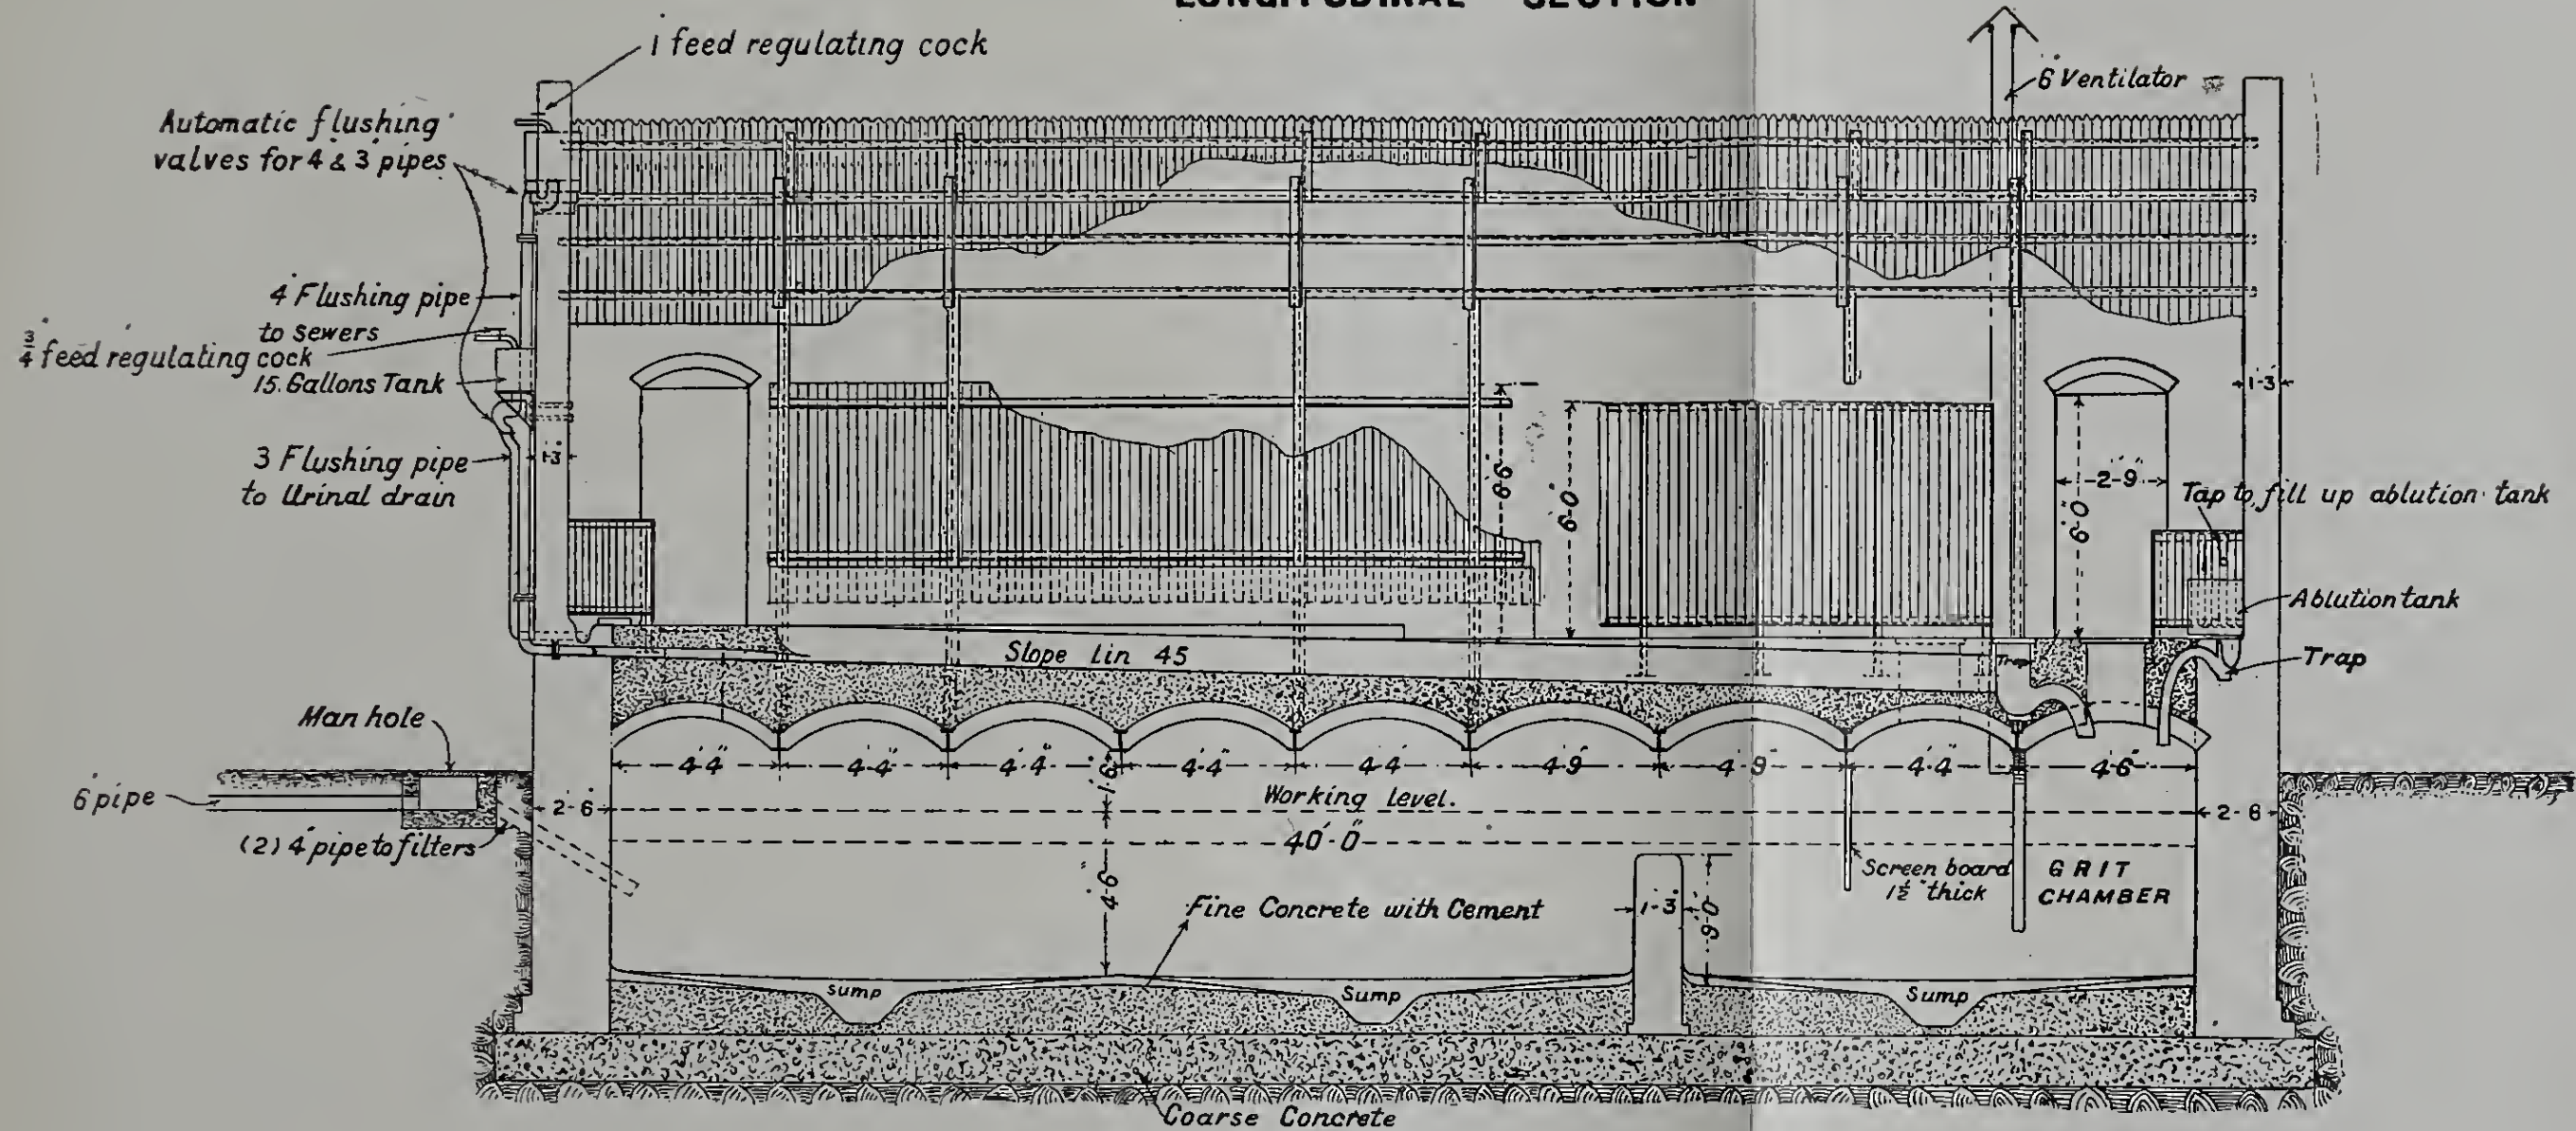 LONGITUDINAL SECTION
1 feed regulating cock
6" Ventilator
Automatic flushing
valves for 4" & 3" pipes
4" Flushing pipe
to sewers
3/4 feed regulating cock
15. Gallons Tank
3" Flushing pipe
to Urinal drain
1-3
1-3
6'-6"
6'-0"
2'-9"
6'-0"
Tap to fill up ablution tank
Ablution tank
Trap
Trap
Slope 1 in 45
Man hole
6" pipe
(2) 4" pipe to filters
4'-4"
4'-4"
4'-4"
4'-4"
4'-4"
4'-9"
4'-9"
4'-4"
4'-6"
1'-6"
2'-6"
Working Level.
2'-6"
40'-0"
4'-6"
Screen board
1½" thick
GRIT
CHAMBER
Fine Concrete with Cement
1'-3"
Sump
Sump
Sump
Coarse Concrete